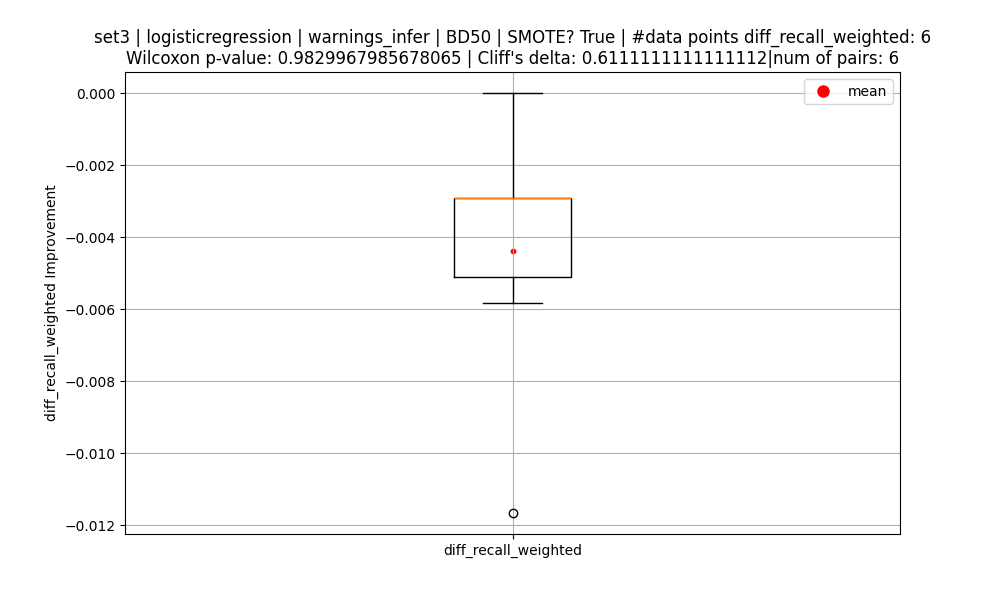 set3 | logisticregression | warnings_infer | BD50 | SMOTE? True | #data points diff_recall_weighted: 6
Wilcoxon p-value: 0.9829967985678065 | Cliff's delta: 0.6111111111111112|num of pairs: 6
mean
0.000
−0.002
−0.004
−0.006
−0.008
−0.010
−0.012
diff_recall_weighted Improvement
diff_recall_weighted